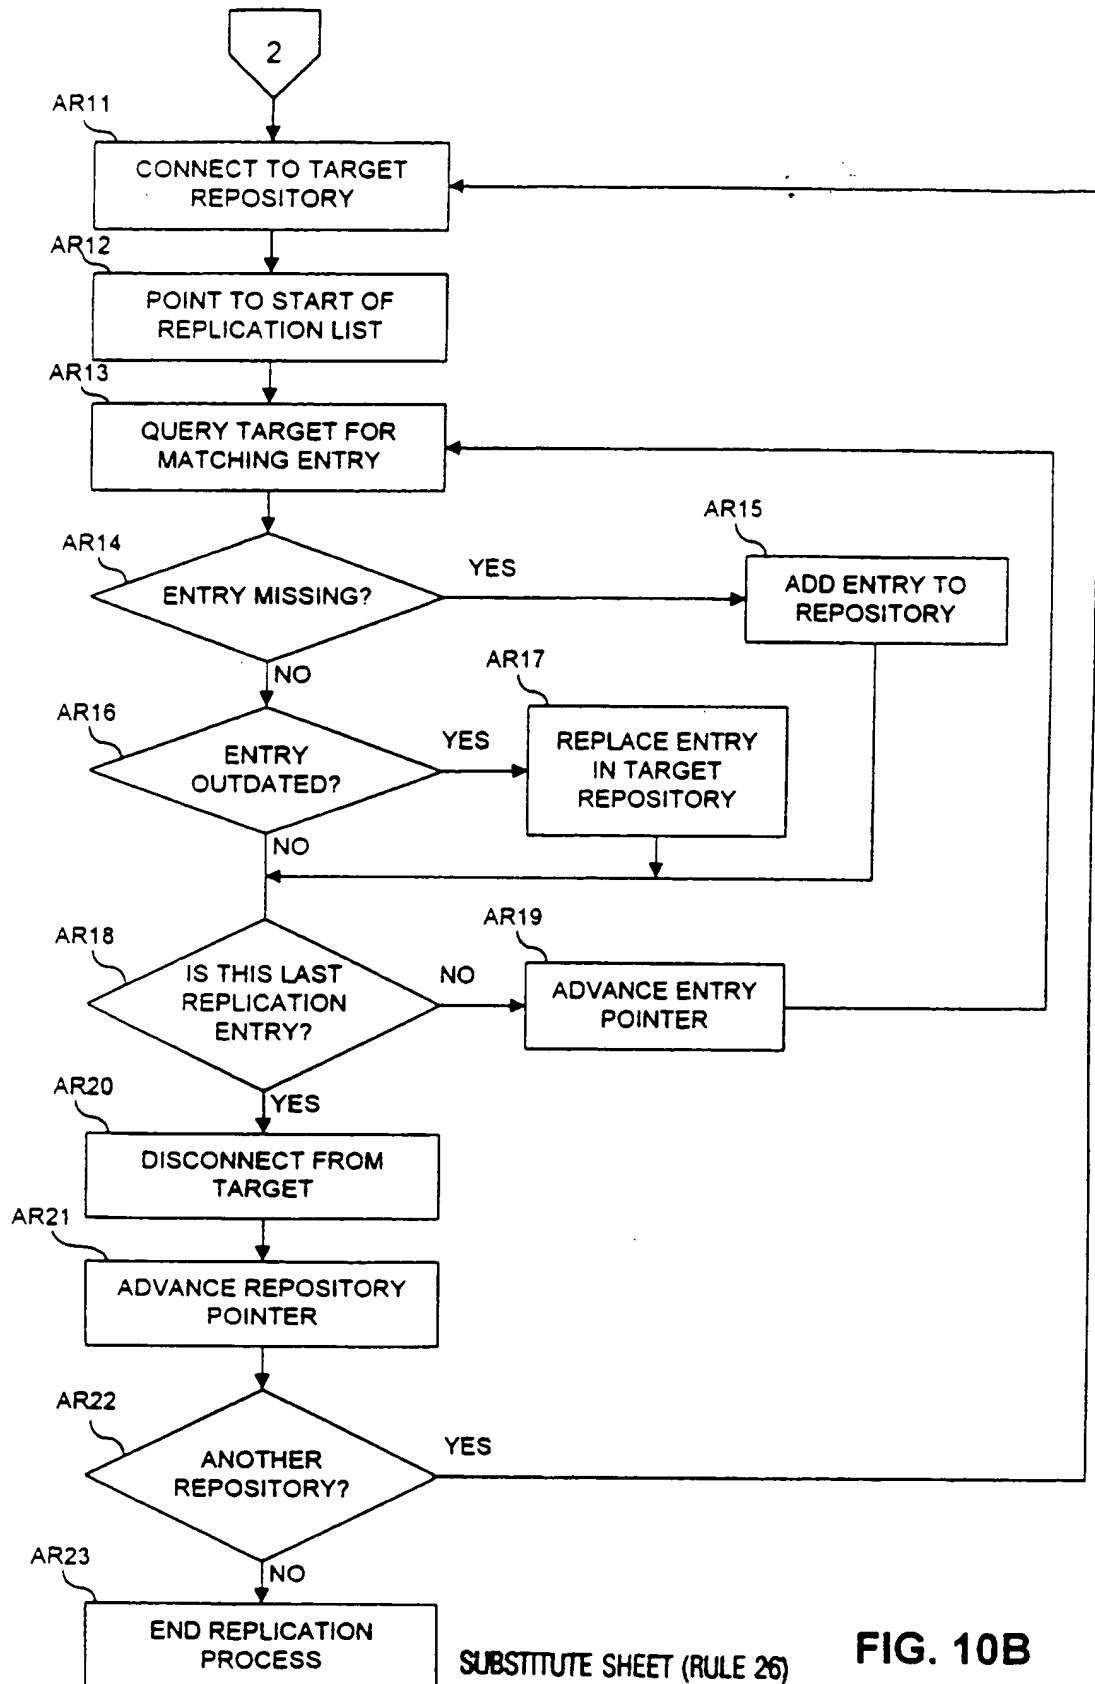 2
AR11
CONNECT TO TARGET
REPOSITORY
AR12
POINT TO START OF
REPLICATION LIST
AR13
QUERY TARGET FOR
MATCHING ENTRY
AR14
ENTRY MISSING?
YES
AR15
ADD ENTRY TO
REPOSITORY
NO
AR16
ENTRY
OUTDATED?
YES
AR17
REPLACE ENTRY
IN TARGET
REPOSITORY
NO
AR18
IS THIS LAST
REPLICATION
ENTRY?
NO
AR19
ADVANCE ENTRY
POINTER
YES
AR20
DISCONNECT FROM
TARGET
AR21
ADVANCE REPOSITORY
POINTER
AR22
ANOTHER
REPOSITORY?
YES
NO
AR23
END REPLICATION
PROCESS
SUBSTITUTE SHEET (RULE 26)
FIG. 10B